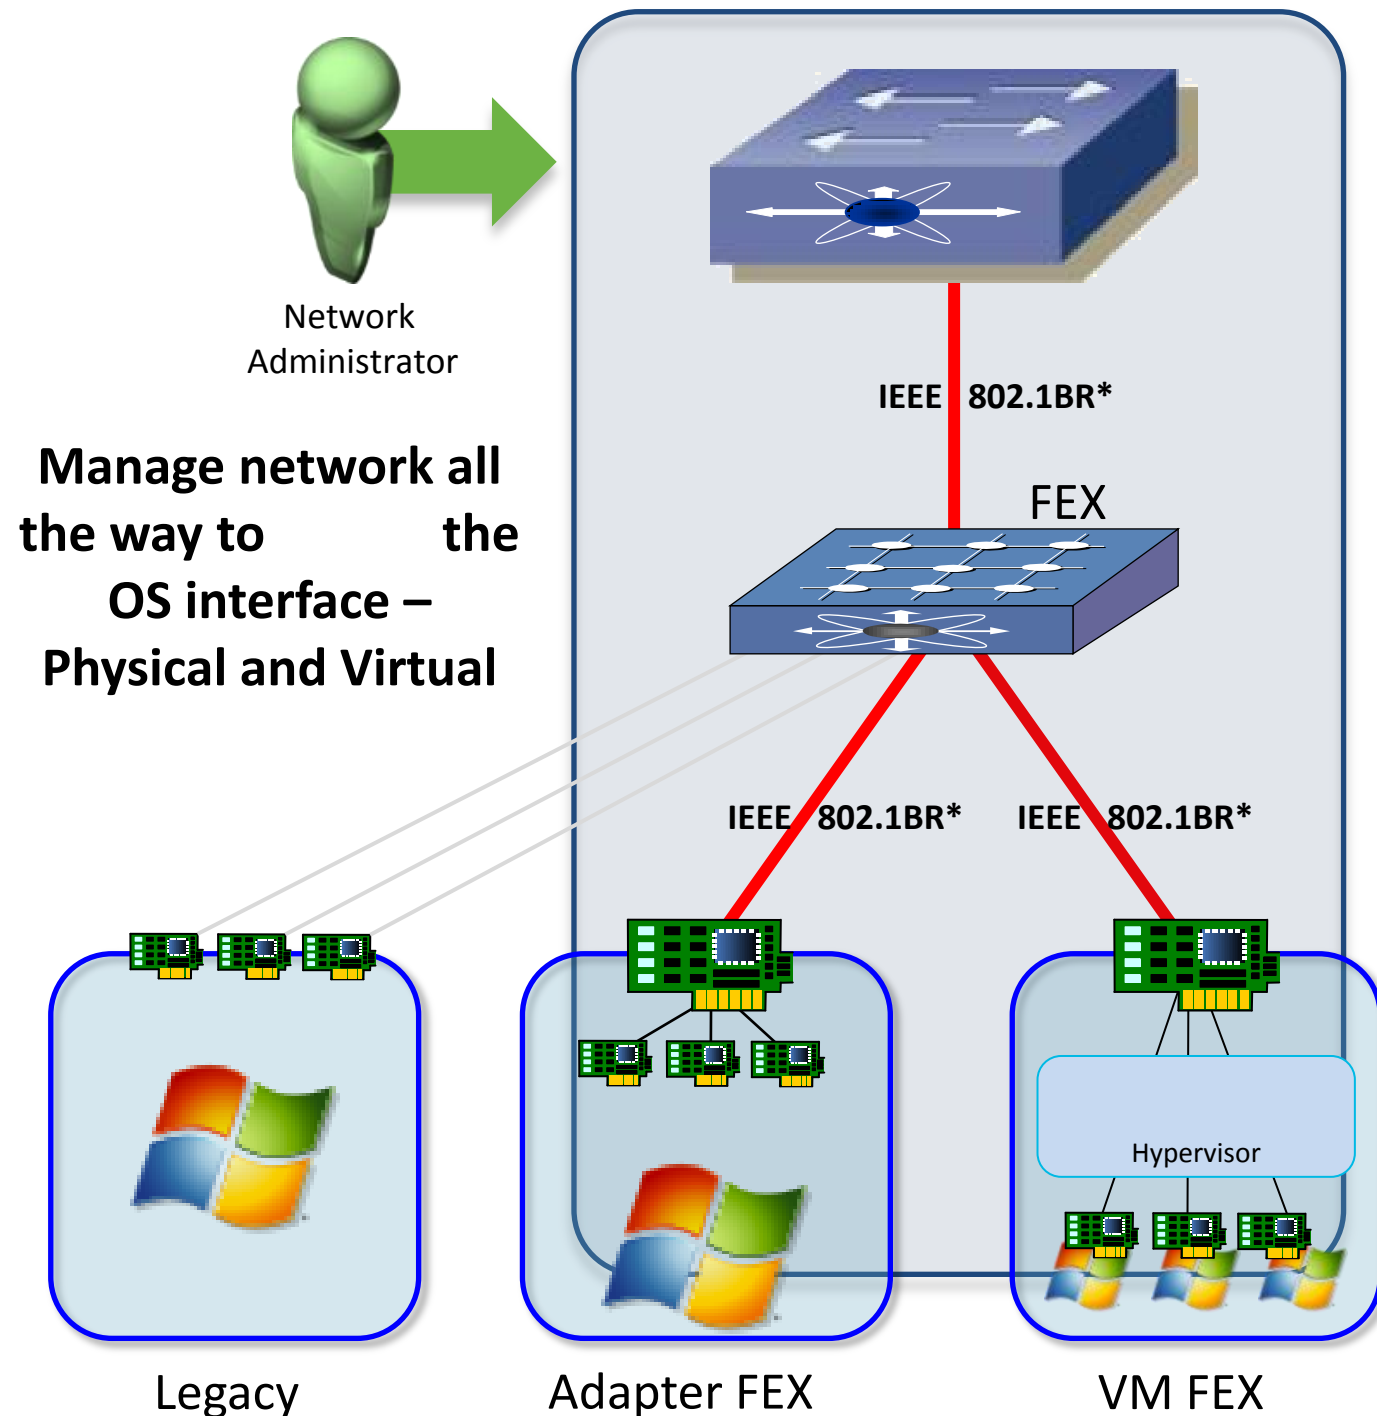 Network
Administrator
IEEE 802.1BR*
Manage network all
the way to the
OS interface –
Physical and Virtual
FEX
IEEE 802.1BR* IEEE 802.1BR*
Hypervisor
Legacy Adapter FEX VM FEX